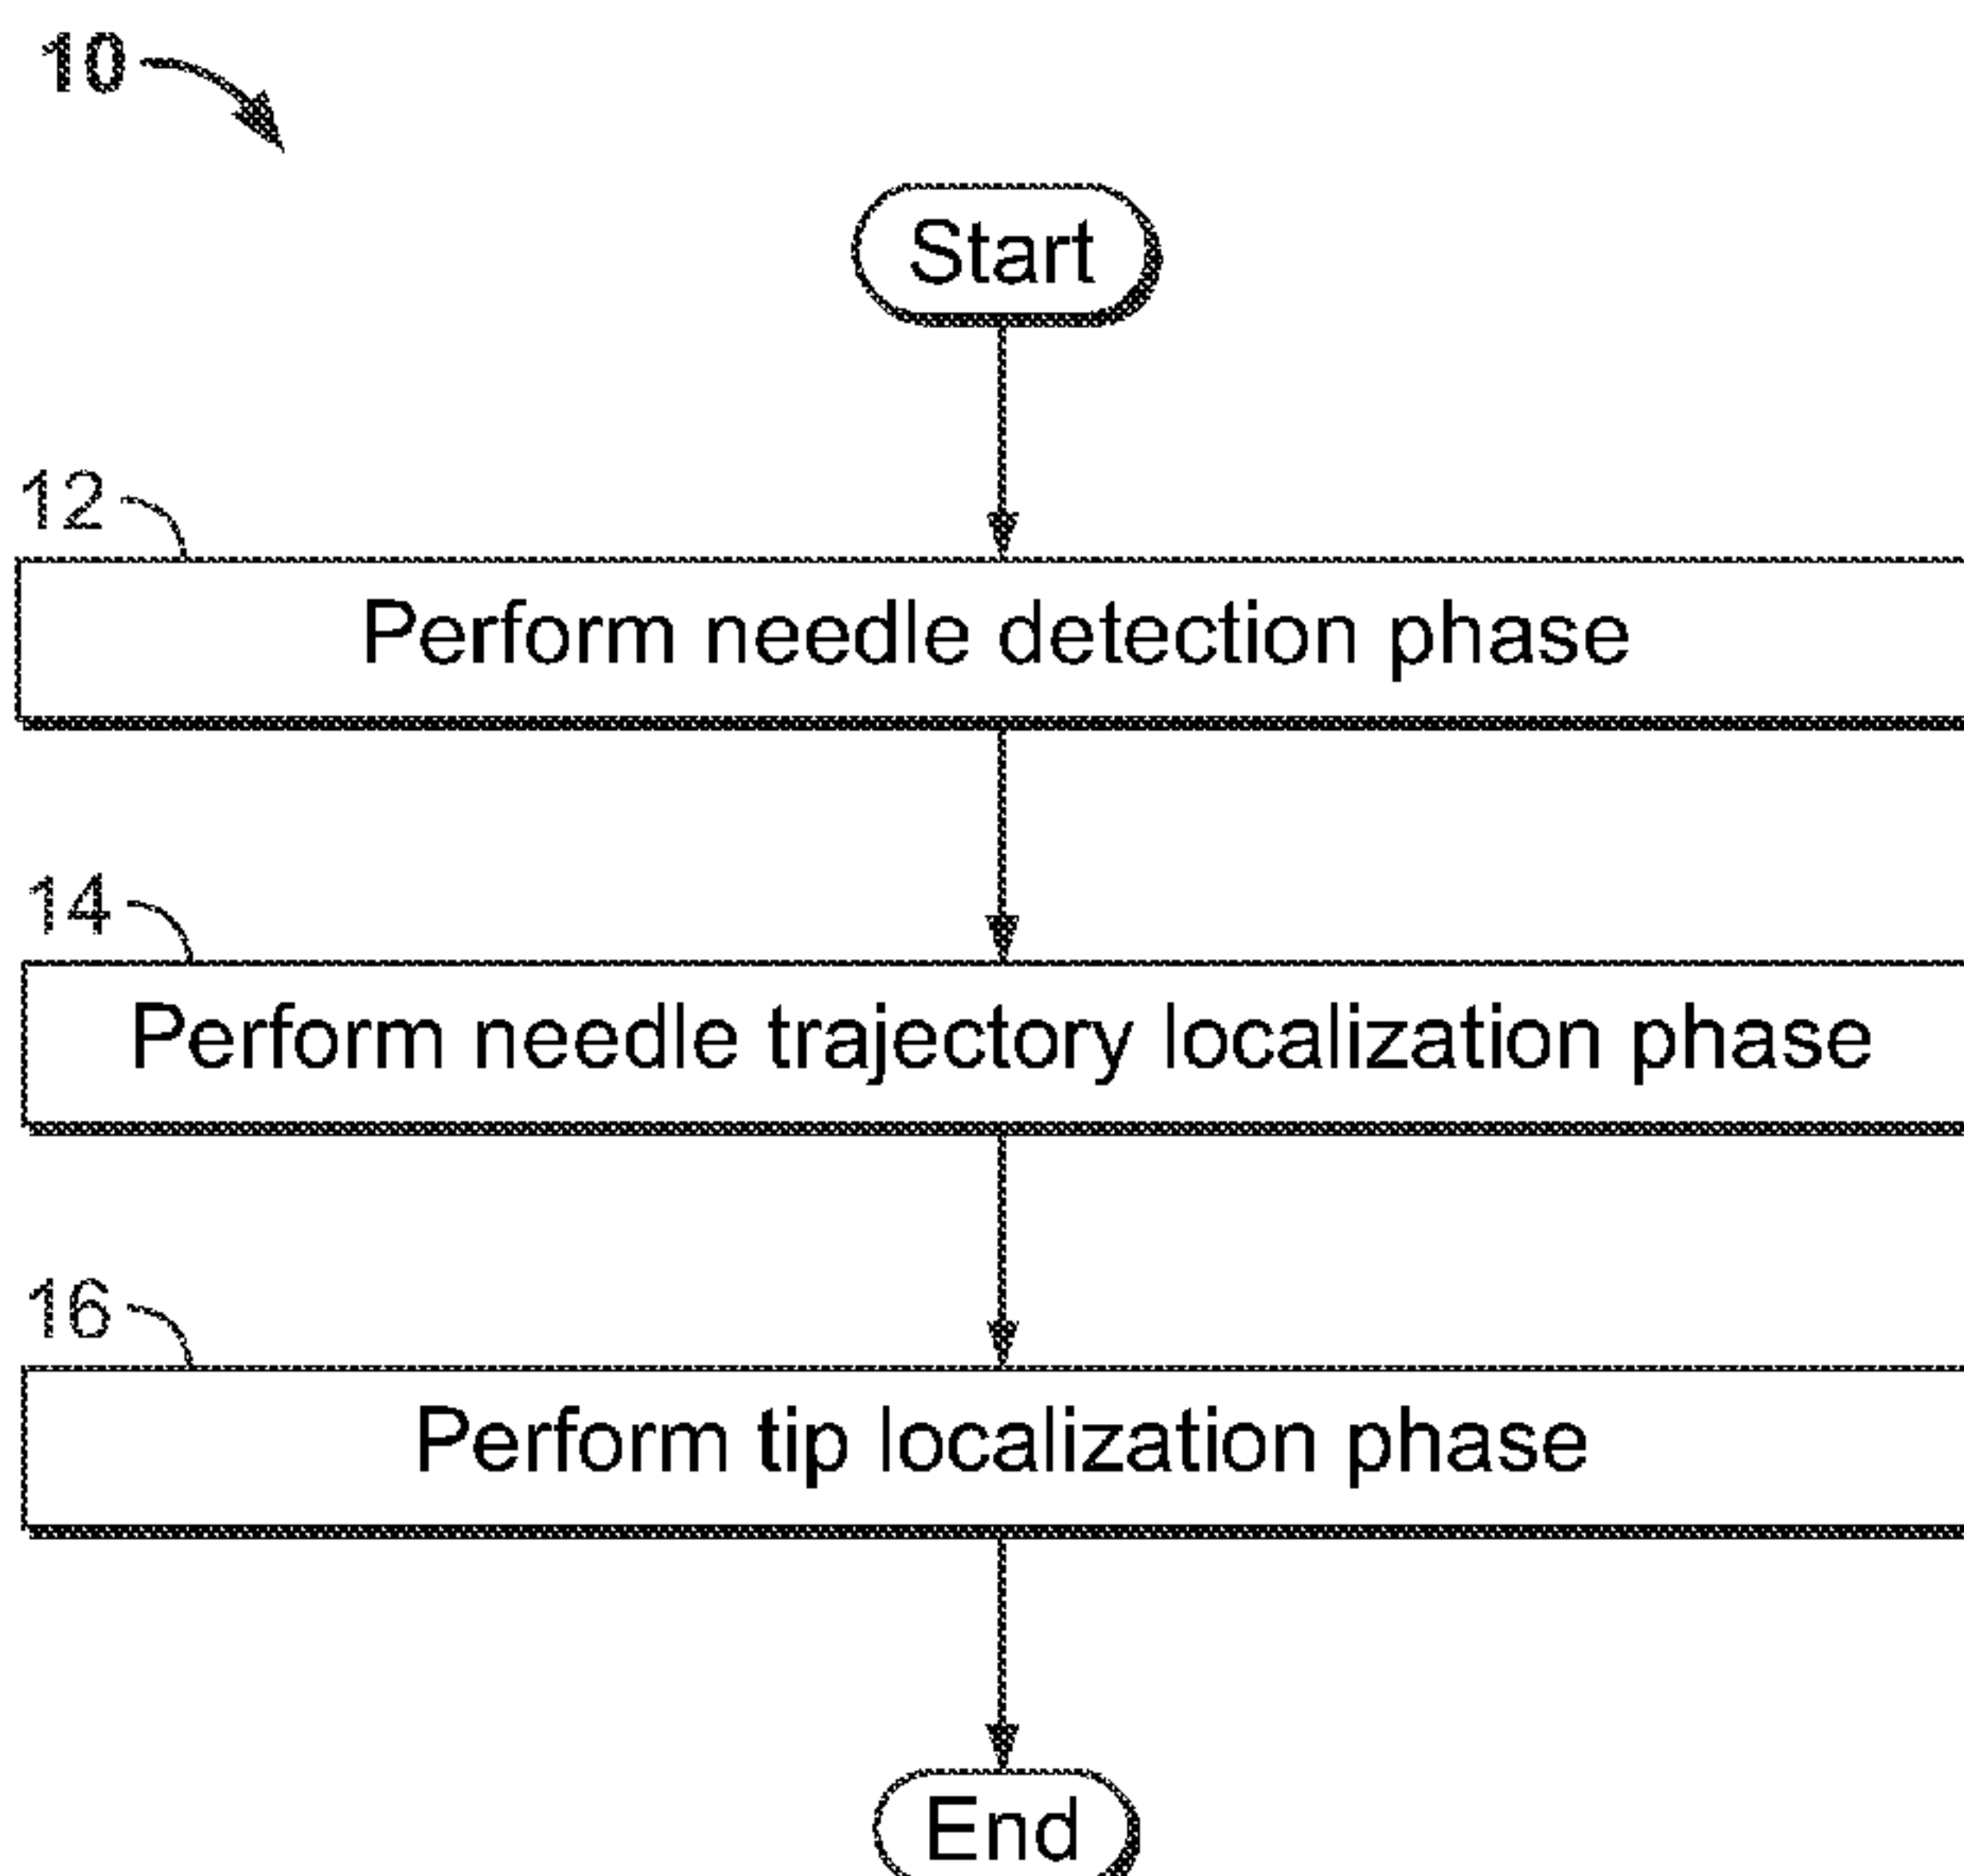 10
Start
12
Perform needle detection phase
14
Perform needle trajectory localization phase
16
Perform tip localization phase
End